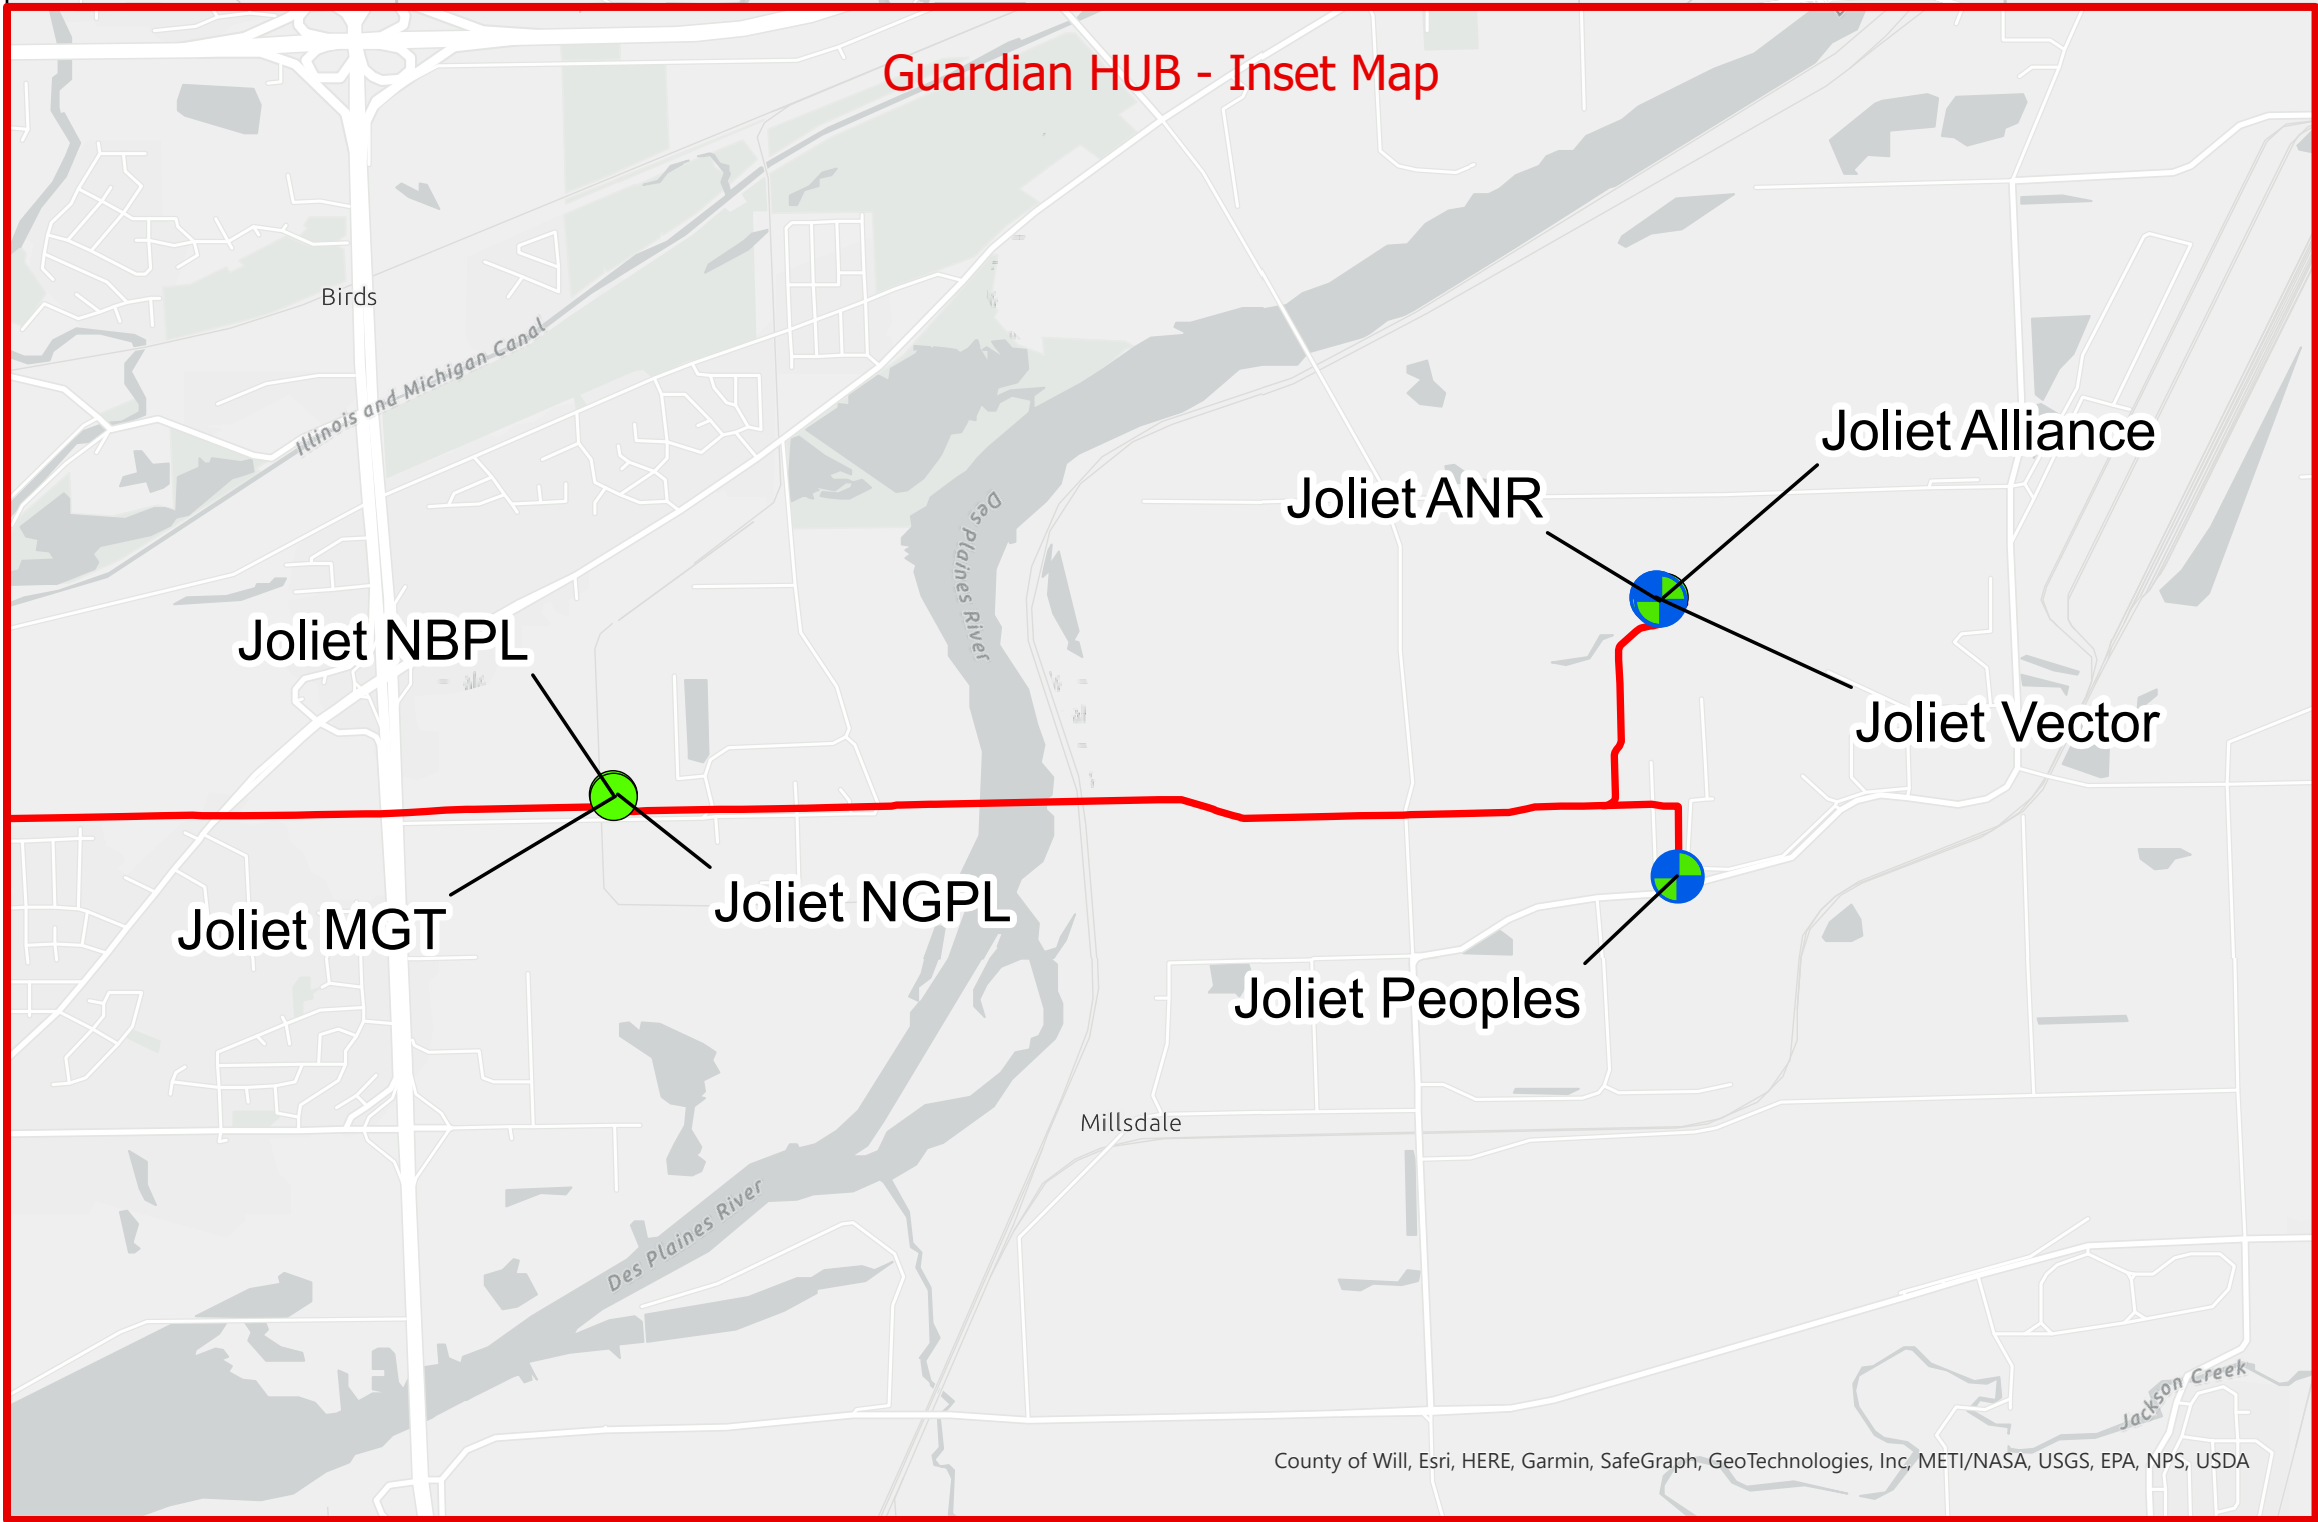 Guardian HUB - Inset Map
Birds
Illinois and Michigan Canal
Joliet Alliance
Joliet ANR
Des Plaines River
Joliet NBPL
Joliet Vector
Joliet NGPL
Joliet MGT
Joliet Peoples
Millsdale
Des Plaines River
Jackson Creek
County of Will, Esri, HERE, Garmin, SafeGraph, GeoTechnologies, Inc, METI/NASA, USGS, EPA, NPS, USDA